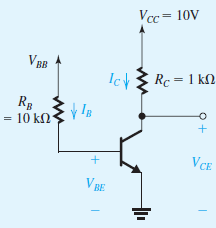 V_CC = 10V
V_BB
I_C
R_C = 1 kΩ
R_B
= 10 kΩ
I_B
+
+
V_CE
V_BE
−
−